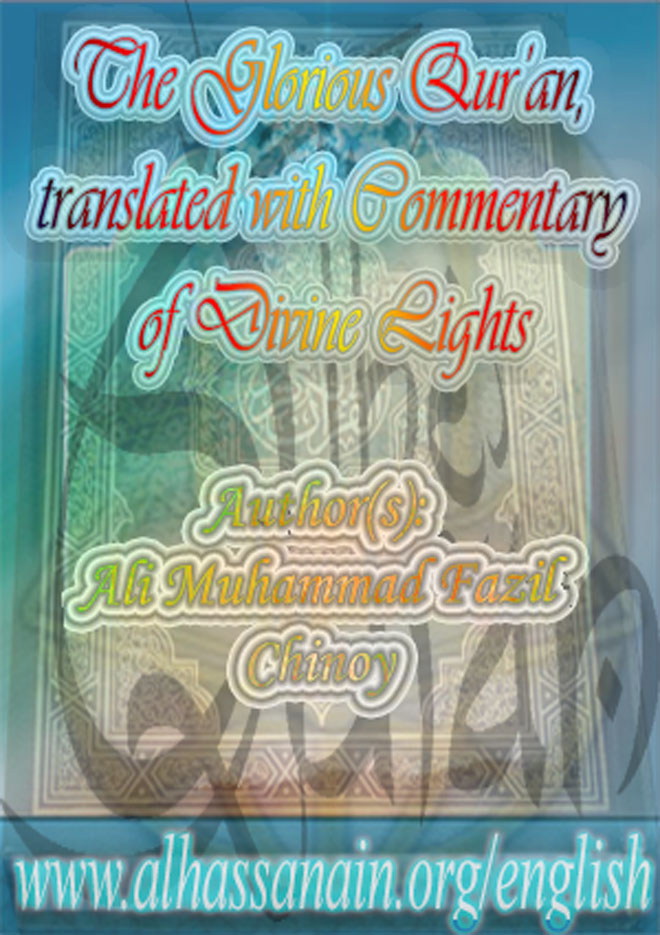 The Glorious Qur'an,
translated with Commentary
of Divine Lights
Author(s):
Ali Muhammad Fazil
Chinoy
www.alhassanain.org/english